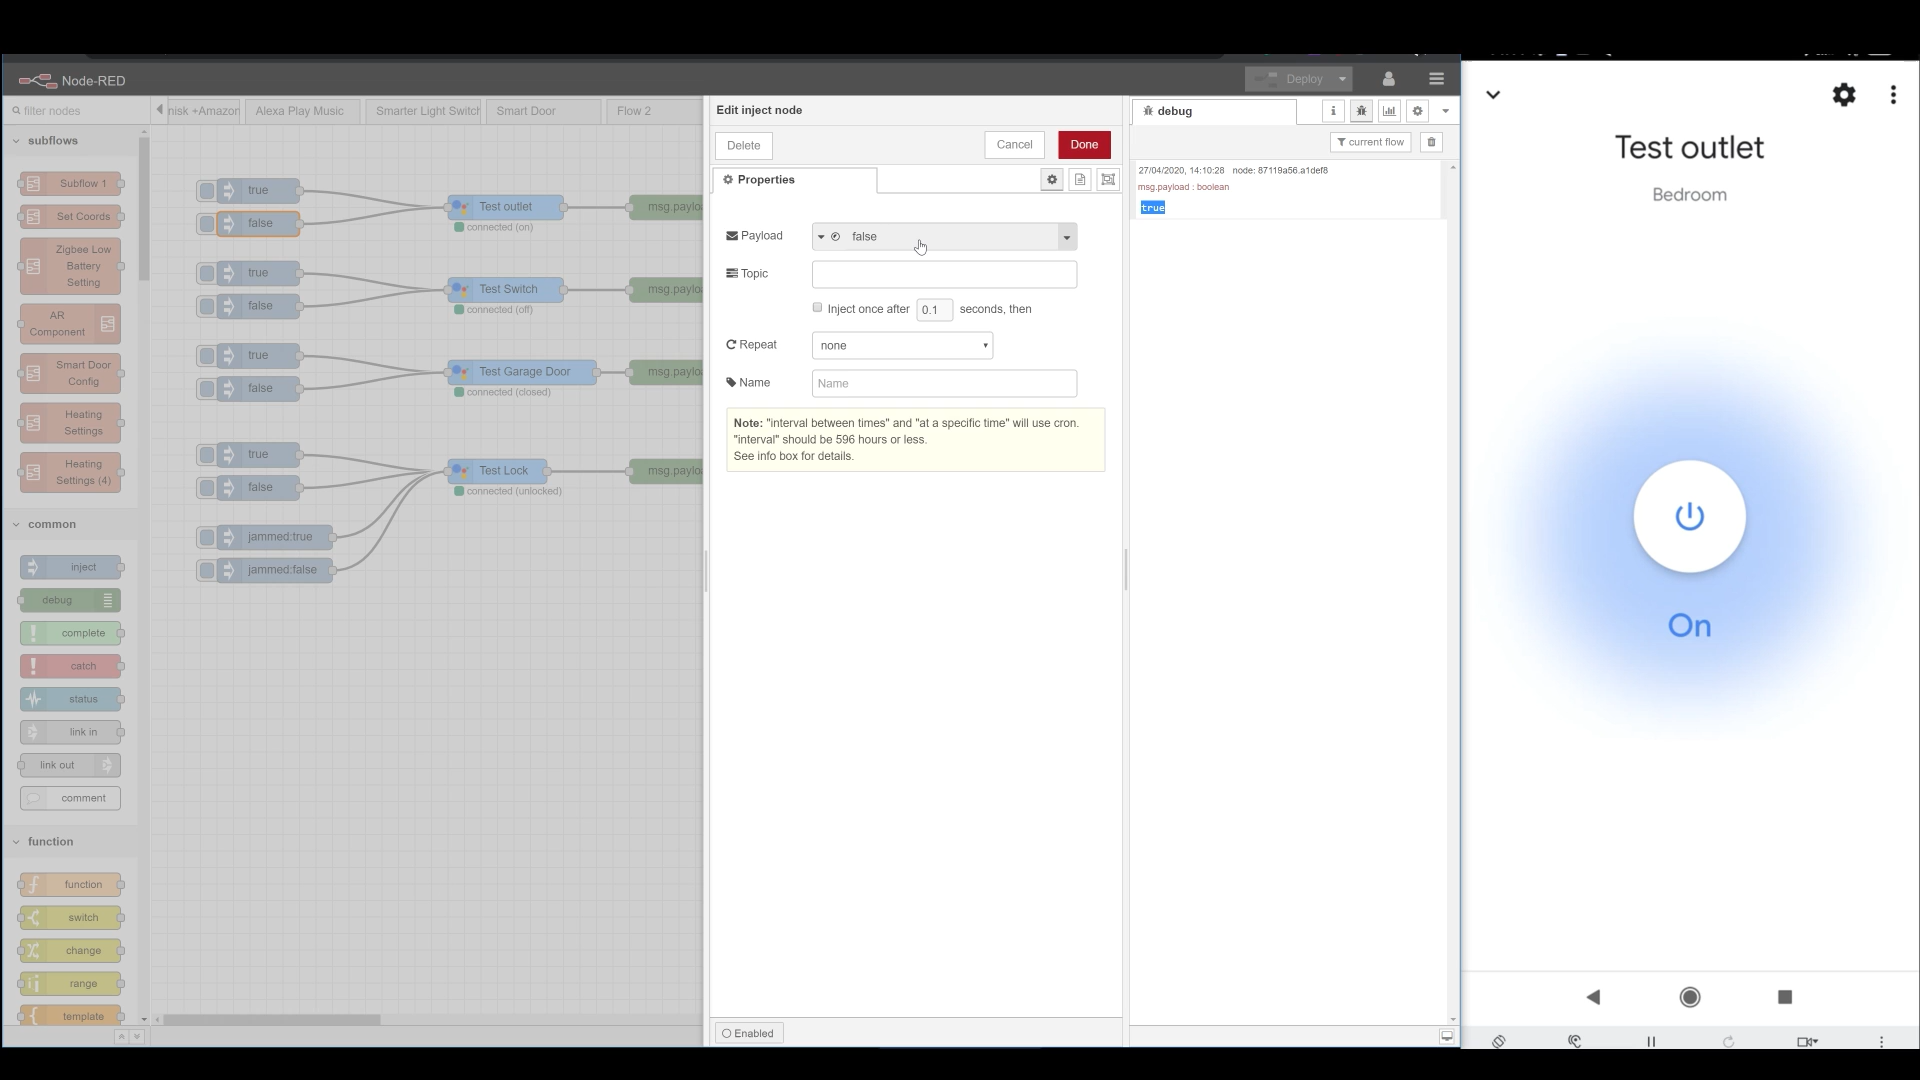 Node-RED
Deploy
filter nodes
nisk +Amazon
Alexa Play Music
Smarter Light Switch
Smart Door
Flow 2
subflows
Subflow 1
Set Coords
Zigbee Low
Battery
Setting
AR
Component
Smart Door
Config
Heating
Settings
Heating
Settings (4)
common
inject
debug
complete
catch
status
link in
link out
comment
function
function
switch
change
range
template
true
false
Test outlet
connected (on)
msg.paylo
true
false
Test Switch
connected (off)
msg.paylo
true
false
Test Garage Door
connected (closed)
msg.paylo
true
false
Test Lock
connected (unlocked)
msg.paylo
jammed:true
jammed:false
Edit inject node
Delete
Cancel
Done
Properties
Payload
false
Topic
Inject once after
0.1
seconds, then
Repeat
none
Name
Name
Note: "interval between times" and "at a specific time" will use cron.
"interval" should be 596 hours or less.
See info box for details.
Enabled
debug
i
current flow
27/04/2020, 14:10:28 node: 87119a56.a1def8
msg.payload : boolean
true
Test outlet
Bedroom
On